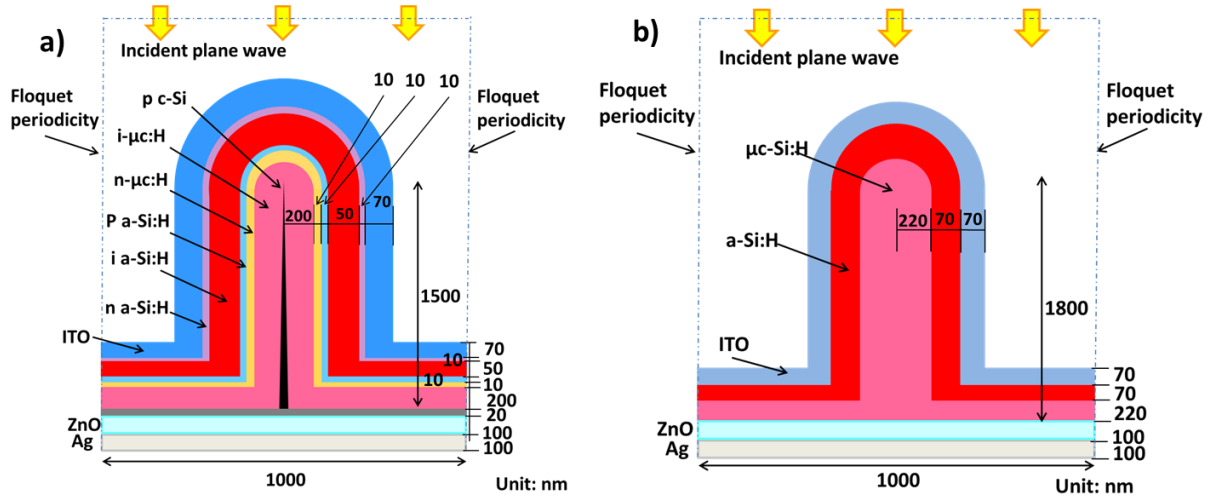 a)
Incident plane wave
10
10
10
Floquet
periodicity
Floquet
periodicity
p c-Si
i-μc:H
n-μc:H
P a-Si:H
i a-Si:H
n a-Si:H
ITO
200
50
70
1500
70
10
50
10
10
200
20
100
100
ZnO
Ag
1000
Unit: nm
b)
Incident plane wave
Floquet
periodicity
μc-Si:H
a-Si:H
220
70
70
1800
ITO
70
70
220
100
100
ZnO
Ag
1000
Unit: nm